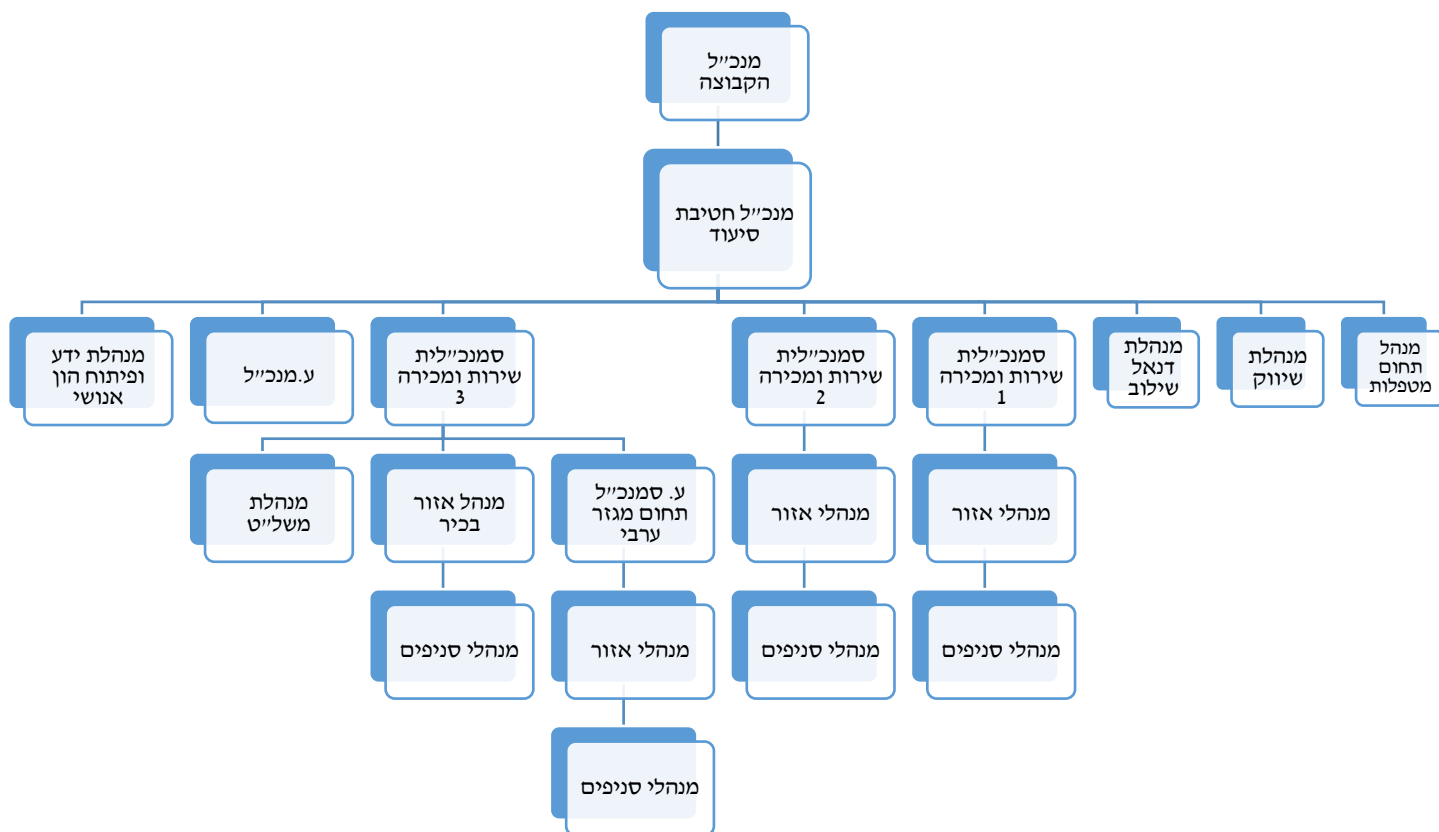 מנכ״ל
הקבוצה
מנכ״ל חטיבת
סיעוד
מנהל
תחום
מטפלות
מנהלת
שיווק
מנהלת
דנאל
שילוב
סמנכ״לית
שירות ומכירה
1
סמנכ״לית
שירות ומכירה
2
סמנכ״לית
שירות ומכירה
3
ע.מנכ״ל
מנהלת ידע
ופיתוח הון
אנושי
מנהלי אזור
מנהלי אזור
ע. סמנכ״ל
תחום מגזר
ערבי
מנהל אזור
בכיר
מנהלת
משל״ט
מנהלי סניפים
מנהלי סניפים
מנהלי אזור
מנהלי סניפים
מנהלי סניפים